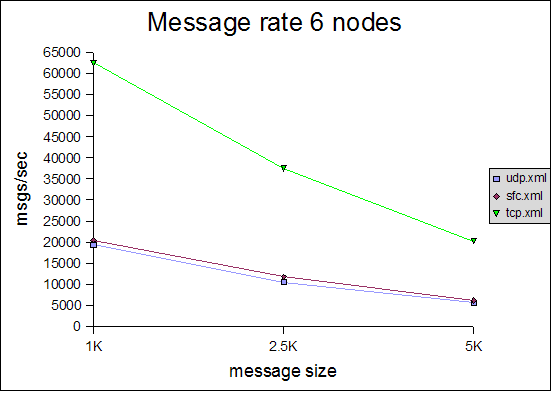 Message rate 6 nodes
65000
60000
55000
50000
45000
40000
35000
30000
25000
20000
15000
10000
5000
0
msgs/sec
1K 2.5K 5K
message size
udp.xml
sfc.xml
tcp.xml